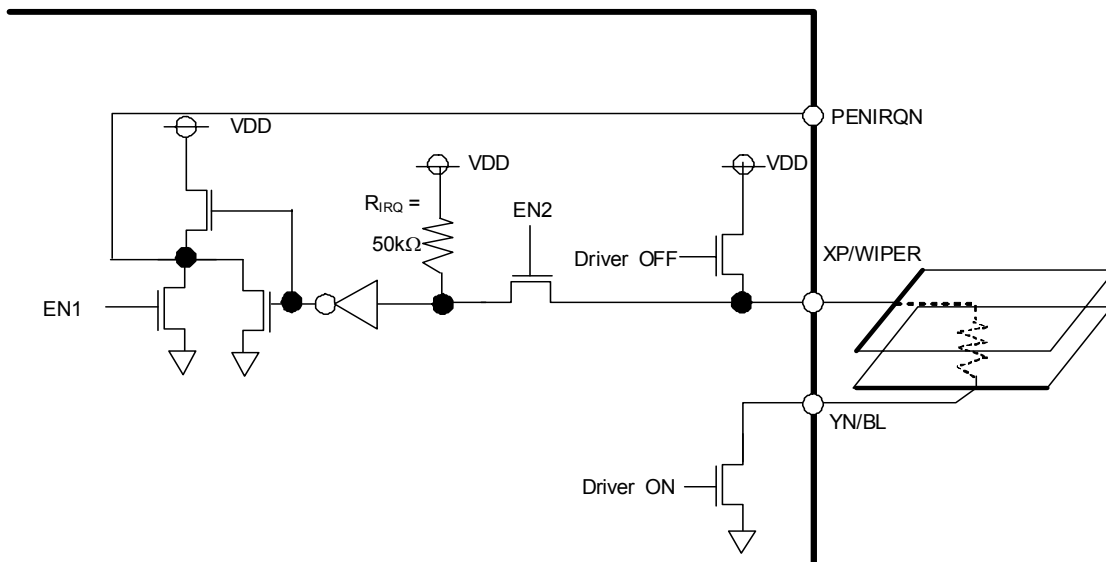 PENIRQN
VDD
VDD
VDD
R_IRQ =
50kΩ
EN2
Driver OFF
XP/WIPER
EN1
YN/BL
Driver ON